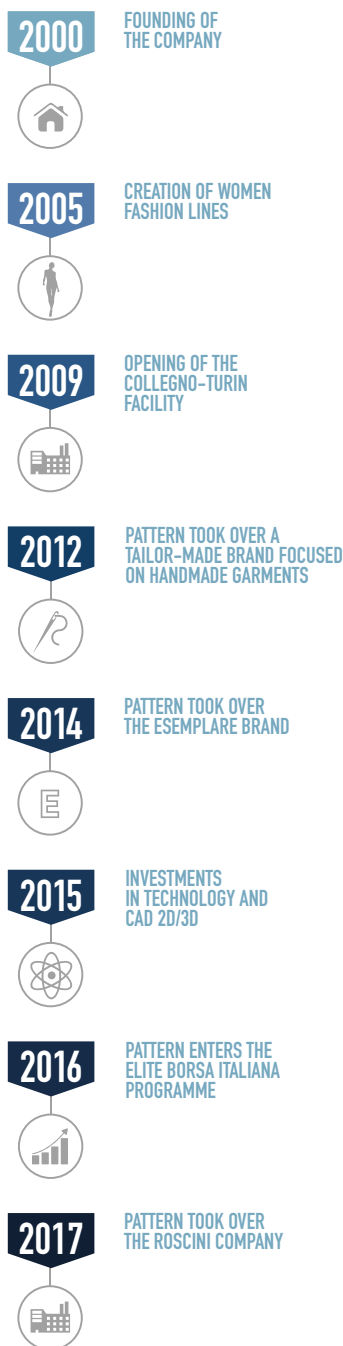 2000
FOUNDING OF
THE COMPANY
2005
CREATION OF WOMEN
FASHION LINES
2009
OPENING OF THE
COLLEGNO-TURIN
FACILITY
2012
PATTERN TOOK OVER A
TAILOR-MADE BRAND FOCUSED
ON HANDMADE GARMENTS
2014
PATTERN TOOK OVER
THE ESEMPLARE BRAND
E
2015
INVESTMENTS
IN TECHNOLOGY AND
CAD 2D/3D
2016
PATTERN ENTERS THE
ELITE BORSA ITALIANA
PROGRAMME
2017
PATTERN TOOK OVER
THE ROSCINI COMPANY